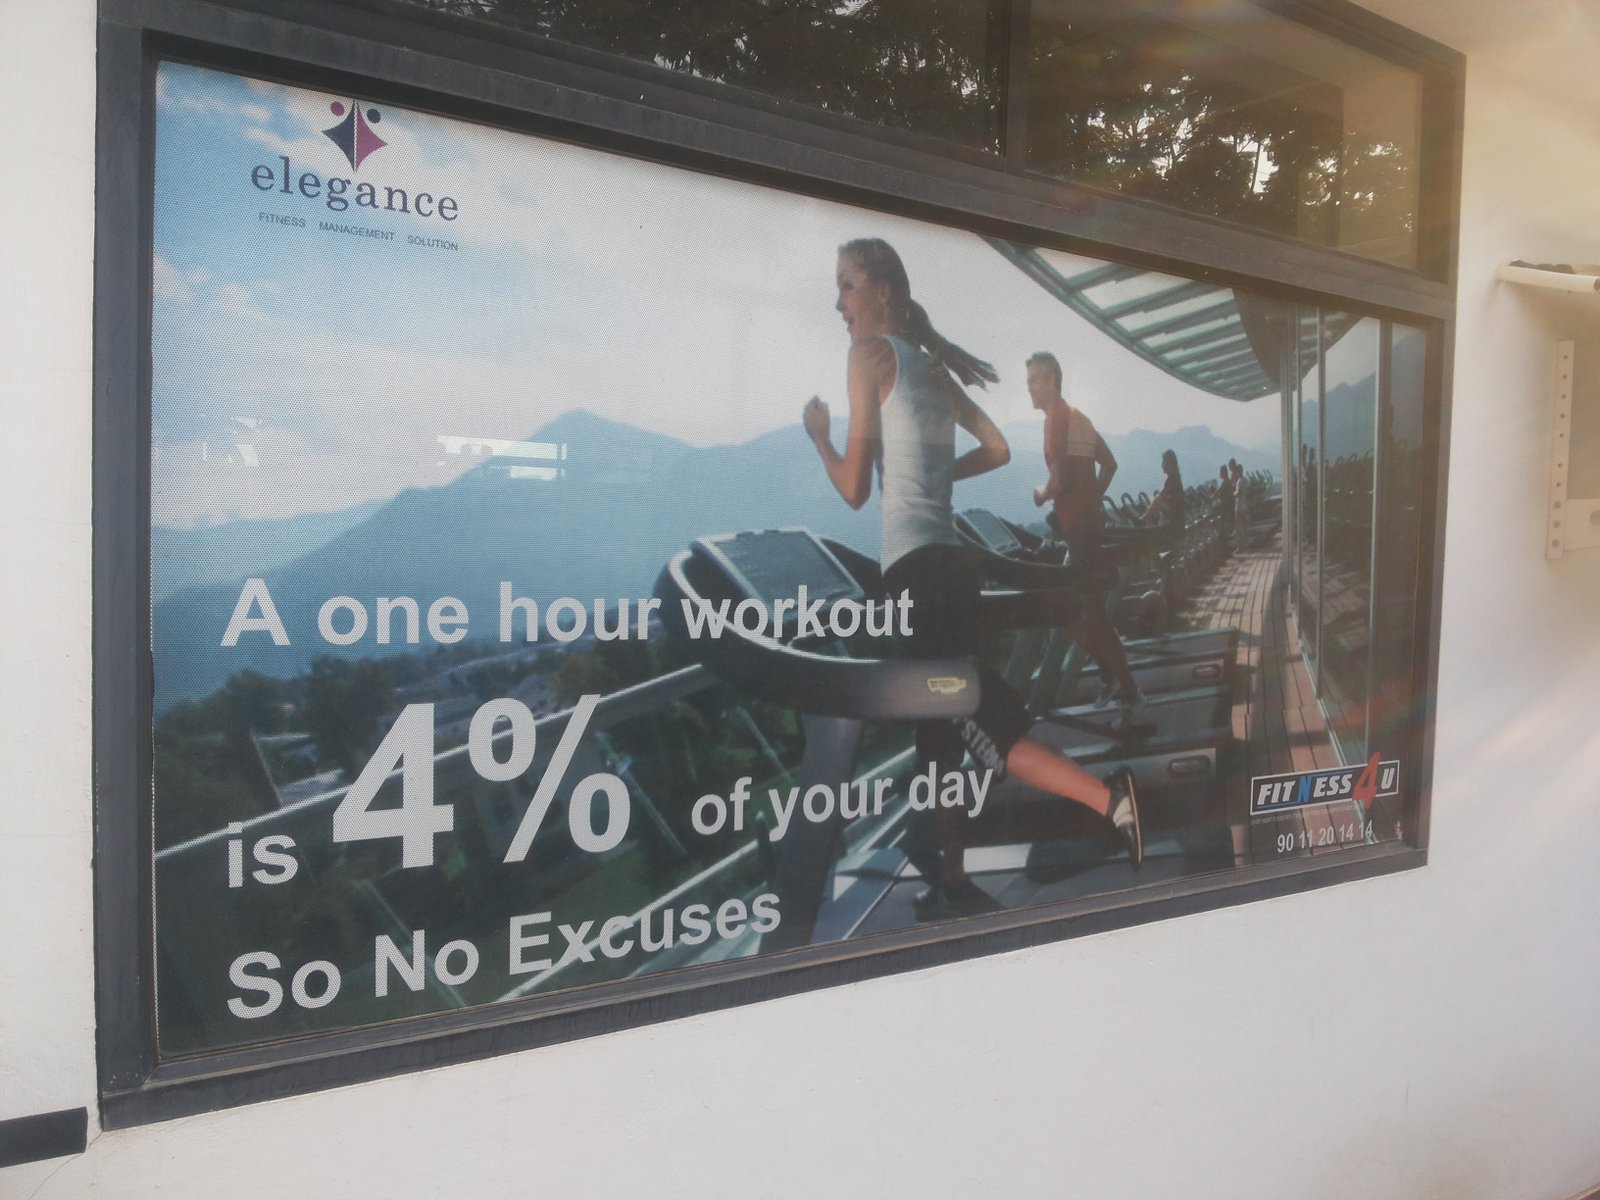 elegance
FITNESS MANAGEMENT SOLUTION
A one hour workout
is 4% of your day
So No Excuses
FITNESS4U
90 11 20 14 14